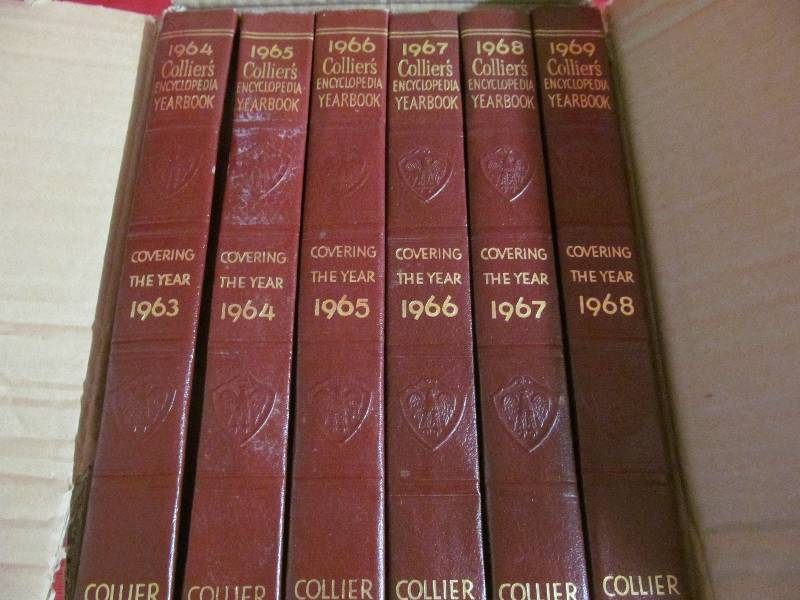 1964
Collier's
ENCYCLOPEDIA
YEARBOOK
COVERING
THE YEAR
1963
COLLIER
1965
Collier's
ENCYCLOPEDIA
YEARBOOK
COVERING
THE YEAR
1964
COLLIER
1966
Collier's
ENCYCLOPEDIA
YEARBOOK
COVERING
THE YEAR
1965
COLLIER
1967
Collier's
ENCYCLOPEDIA
YEARBOOK
COVERING
THE YEAR
1966
COLLIER
1968
Collier's
ENCYCLOPEDIA
YEARBOOK
COVERING
THE YEAR
1967
COLLIER
1969
Collier's
ENCYCLOPEDIA
YEARBOOK
COVERING
THE YEAR
1968
COLLIER